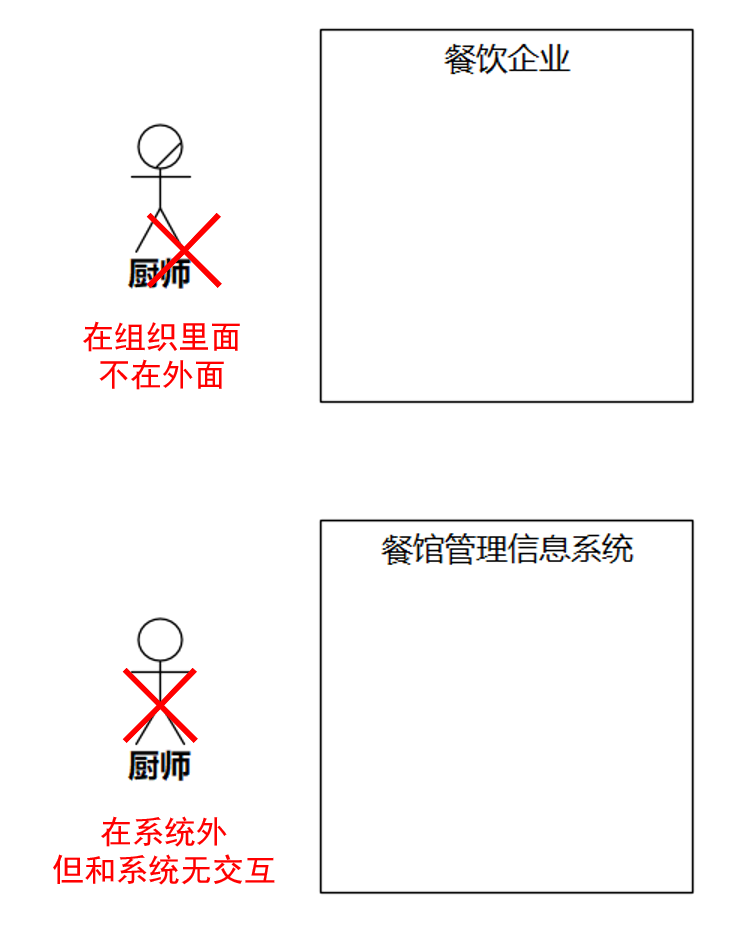 餐饮企业
厨师
在组织里面
不在外面
餐馆管理信息系统
厨师
在系统外
但和系统无交互